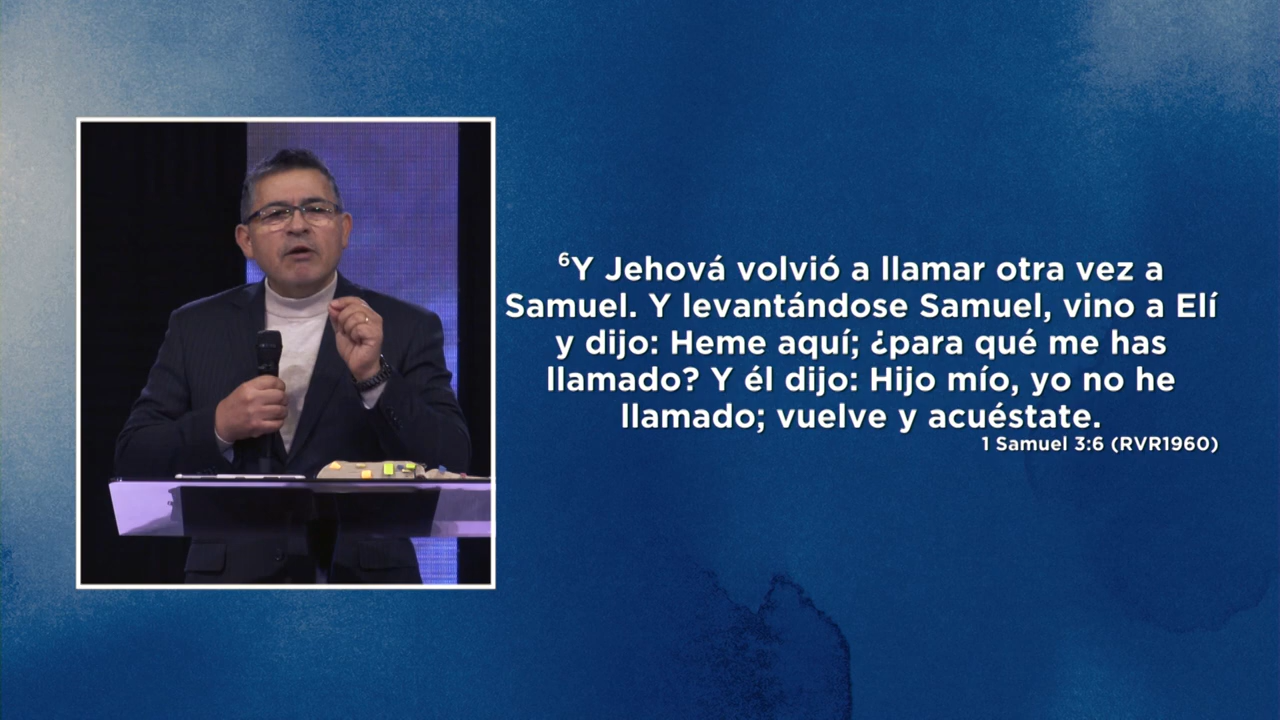 ⁶Y Jehová volvió a llamar otra vez a
Samuel. Y levantándose Samuel, vino a Elí
y dijo: Heme aquí; ¿para qué me has
llamado? Y él dijo: Hijo mío, yo no he
llamado; vuelve y acuéstate.
1 Samuel 3:6 (RVR1960)